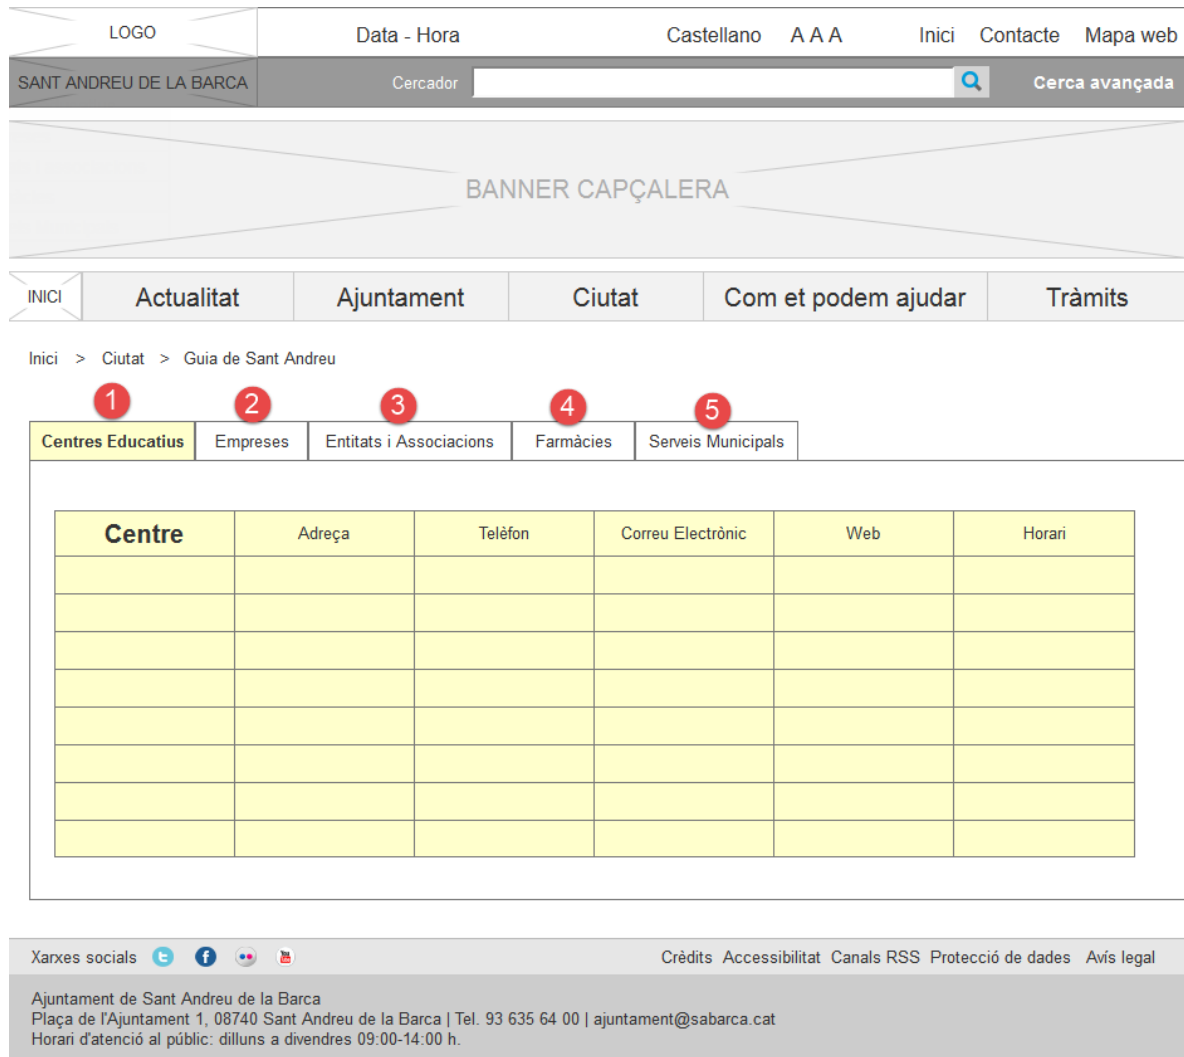 LOGO Data - Hora Castellano A A A Inici Contacte Mapa web
SANT ANDREU DE LA BARCA Cercador Cerca avançada
BANNER CAPÇALERA
INICI Actualitat Ajuntament Ciutat Com et podem ajudar Tràmits
Inici > Ciutat > Guia de Sant Andreu
1 2 3 4 5
Centres Educatius Empreses Entitats i Associacions Farmàcies Serveis Municipals
Centre Adreça Telèfon Correu Electrònic Web Horari
Xarxes socials Crèdits Accessibilitat Canals RSS Protecció de dades Avís legal
Ajuntament de Sant Andreu de la Barca
Plaça de l'Ajuntament 1, 08740 Sant Andreu de la Barca | Tel. 93 635 64 00 | ajuntament@sabarca.cat
Horari d'atenció al públic: dilluns a divendres 09:00-14:00 h.